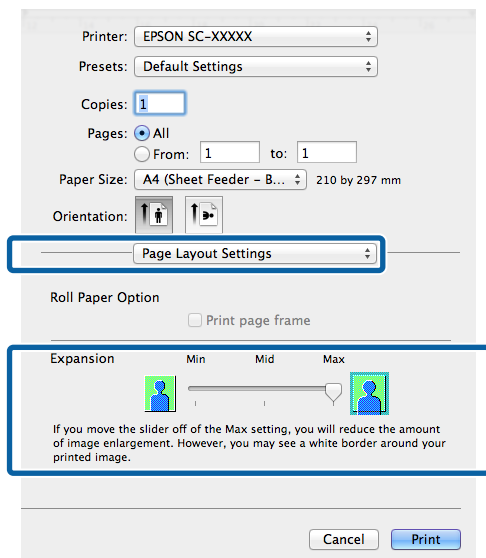 Printer: EPSON SC-XXXXX
Presets: Default Settings
Copies: 1
Pages: All
From: 1 to: 1
Paper Size: A4 (Sheet Feeder – B... 210 by 297 mm
Orientation:
Page Layout Settings
Roll Paper Option
Print page frame
Expansion Min Mid Max
If you move the slider off of the Max setting, you will reduce the amount
of image enlargement. However, you may see a white border around your
printed image.
Cancel Print